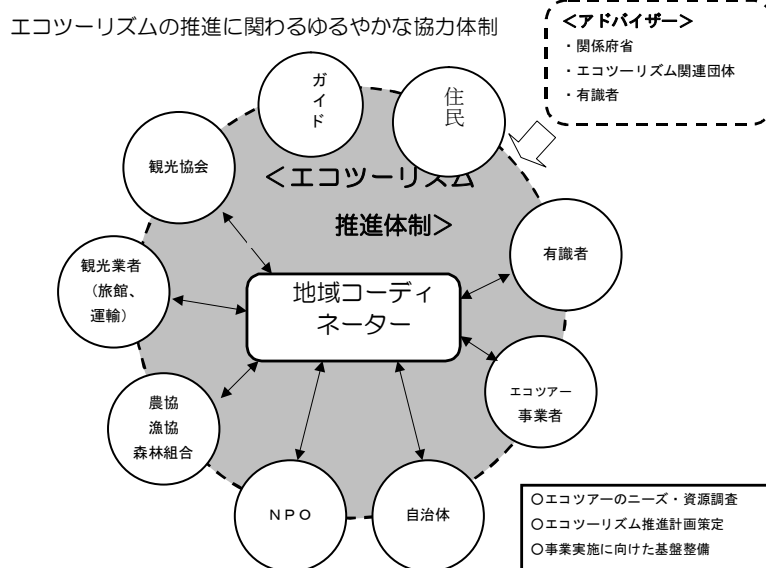 エコツーリズムの推進に関わるゆるやかな協力体制
＜アドバイザー＞
・関係府省
・エコツーリズム関連団体
・有識者
ガイド
住民
観光協会
＜エコツーリズム
推進体制＞
有識者
観光業者
（旅館、
運輸）
地域コーディ
ネーター
エコツアー
事業者
農協
漁協
森林組合
ＮＰＯ
自治体
○エコツアーのニーズ・資源調査
○エコツーリズム推進計画策定
○事業実施に向けた基盤整備